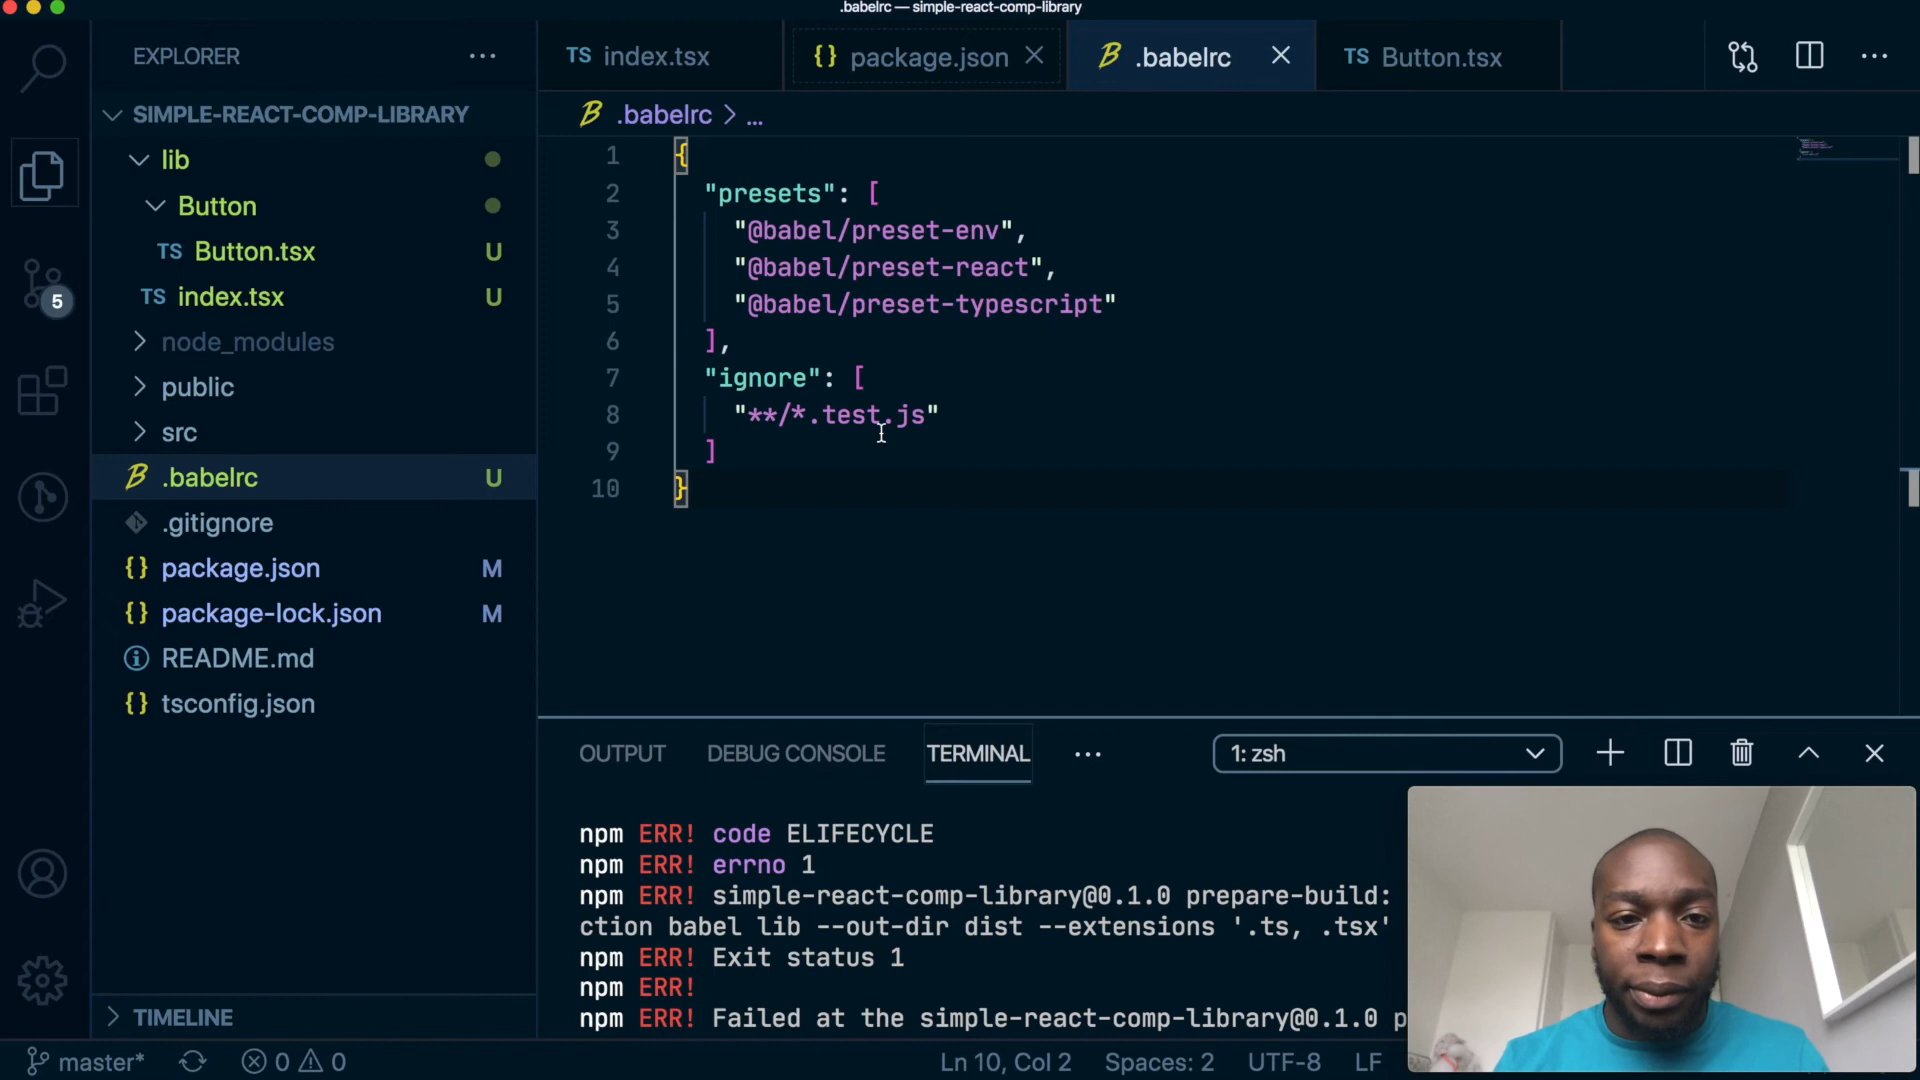 .babelrc — simple-react-comp-library
EXPLORER
SIMPLE-REACT-COMP-LIBRARY
lib
Button
TS Button.tsx U
TS index.tsx U
node_modules
public
src
.babelrc U
.gitignore
{} package.json M
{} package-lock.json M
README.md
{} tsconfig.json
TIMELINE
5
TS index.tsx
{} package.json
.babelrc
TS Button.tsx
.babelrc > ...
1 {
2 "presets": [
3 "@babel/preset-env",
4 "@babel/preset-react",
5 "@babel/preset-typescript"
6 ],
7 "ignore": [
8 "**/*.test.js"
9 ]
10 }
OUTPUT DEBUG CONSOLE TERMINAL ... 1: zsh
npm ERR! code ELIFECYCLE
npm ERR! errno 1
npm ERR! simple-react-comp-library@0.1.0 prepare-build:
ction babel lib --out-dir dist --extensions '.ts, .tsx'
npm ERR! Exit status 1
npm ERR!
npm ERR! Failed at the simple-react-comp-library@0.1.0 p
master* 0 0 Ln 10, Col 2 Spaces: 2 UTF-8 LF